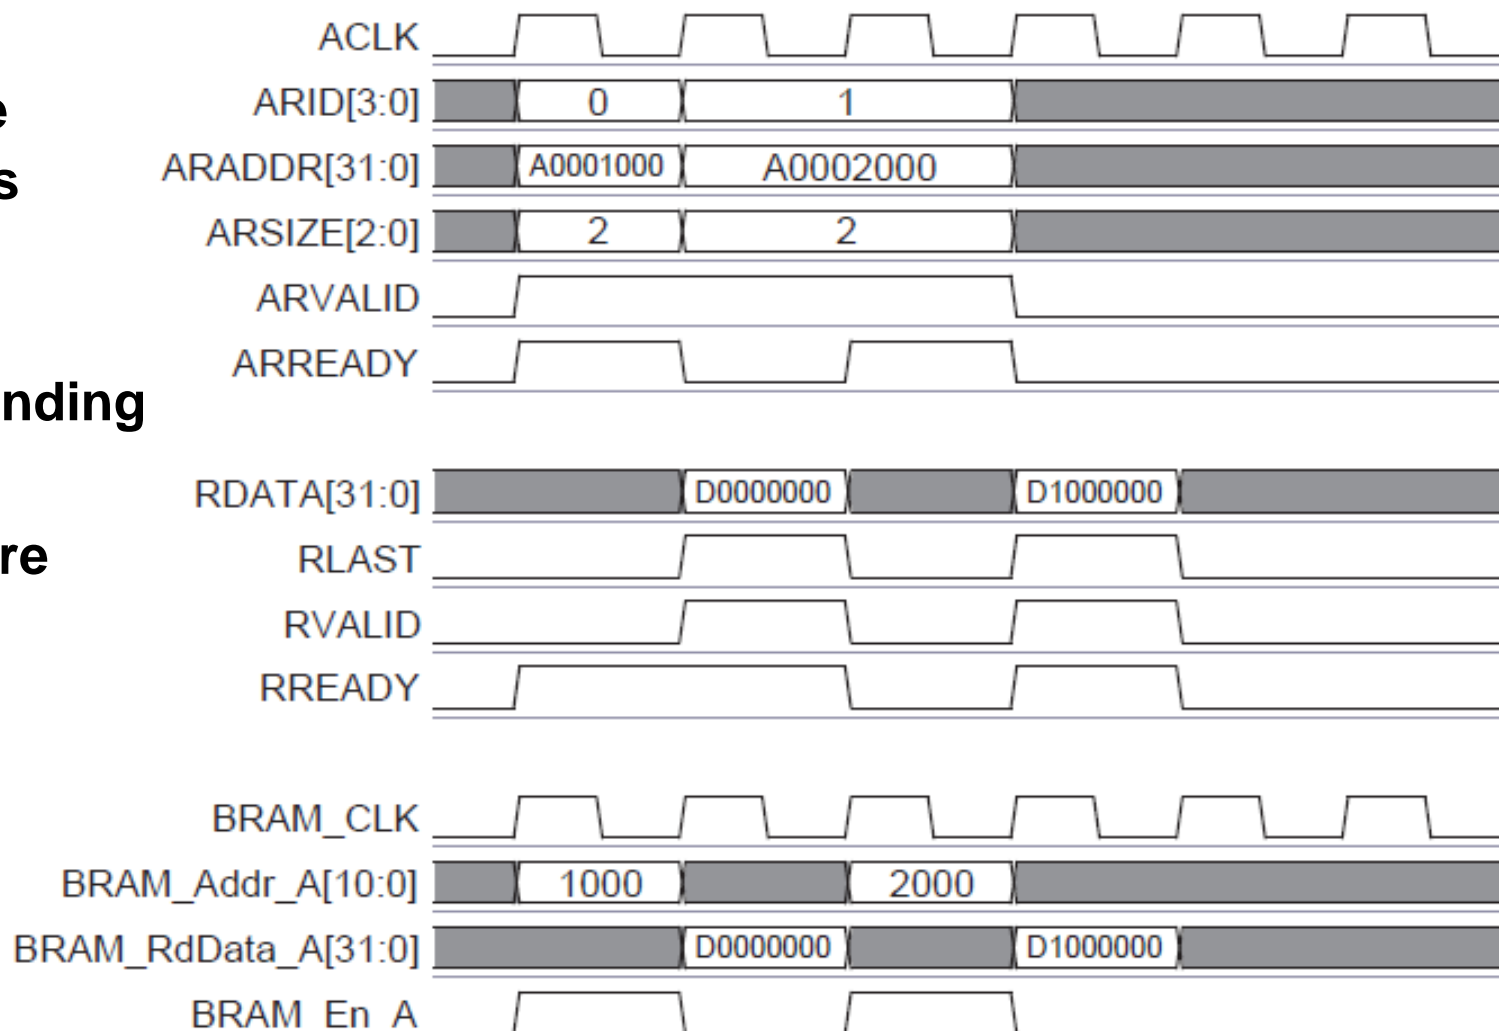 ACLK
ARID[3:0] 0 1
ARADDR[31:0] A0001000 A0002000
ARSIZE[2:0] 2 2
ARVALID
ARREADY
nding
RDATA[31:0] D0000000 D1000000
re
RLAST
RVALID
RREADY
BRAM_CLK
BRAM_Addr_A[10:0] 1000 2000
BRAM_RdData_A[31:0] D0000000 D1000000
BRAM_En_A